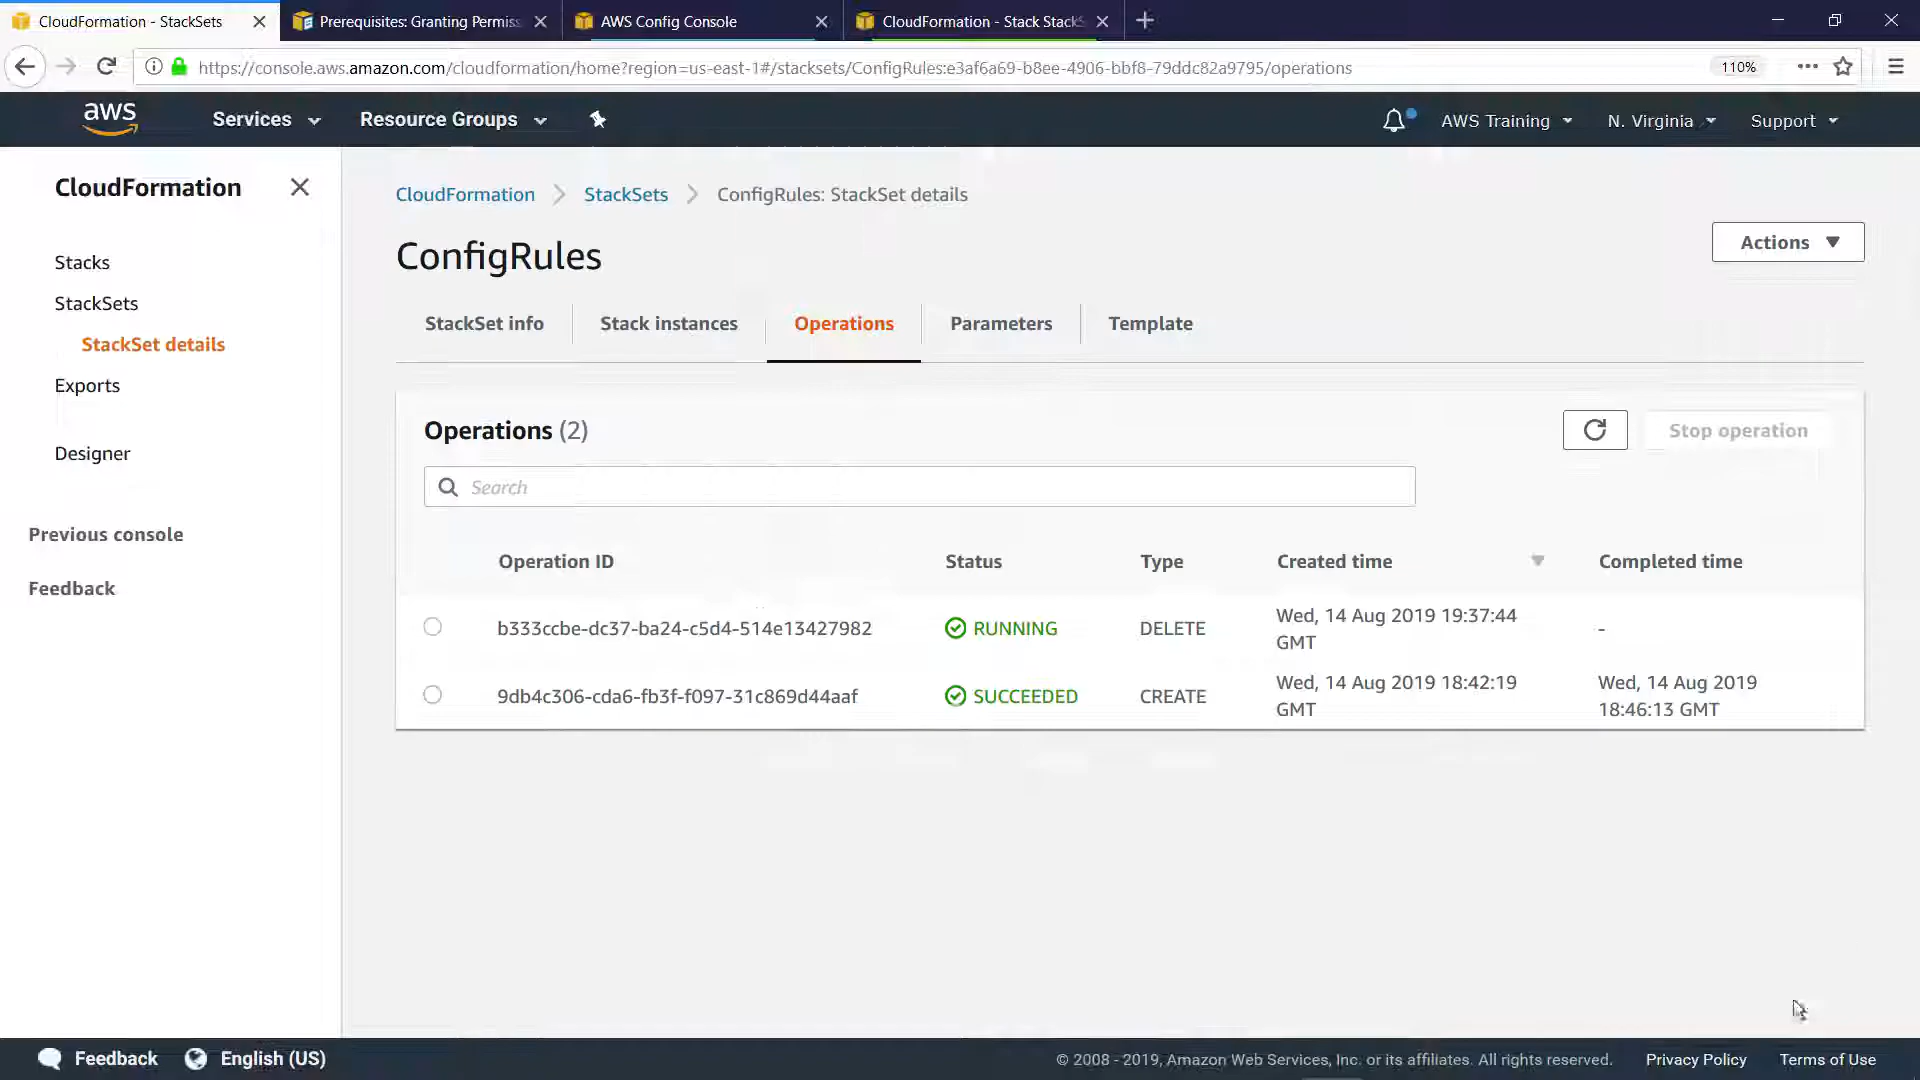 CloudFormation - StackSets
Prerequisites: Granting Permiss
AWS Config Console
CloudFormation - Stack StackS
https://console.aws.amazon.com/cloudformation/home?region=us-east-1#/stacksets/ConfigRules:e3af6a69-b8ee-4906-bbf8-79ddc82a9795/operations
110%
aws
Services
Resource Groups
AWS Training
N. Virginia
Support
CloudFormation
Stacks
StackSets
StackSet details
Exports
Designer
Previous console
Feedback
CloudFormation
StackSets
ConfigRules: StackSet details
ConfigRules
Actions
StackSet info
Stack instances
Operations
Parameters
Template
Operations (2)
Stop operation
Search
Operation ID
Status
Type
Created time
Completed time
b333ccbe-dc37-ba24-c5d4-514e13427982
RUNNING
DELETE
Wed, 14 Aug 2019 19:37:44
GMT
-
9db4c306-cda6-fb3f-f097-31c869d44aaf
SUCCEEDED
CREATE
Wed, 14 Aug 2019 18:42:19
GMT
Wed, 14 Aug 2019
18:46:13 GMT
Feedback
English (US)
© 2008 - 2019, Amazon Web Services, Inc. or its affiliates. All rights reserved.
Privacy Policy
Terms of Use